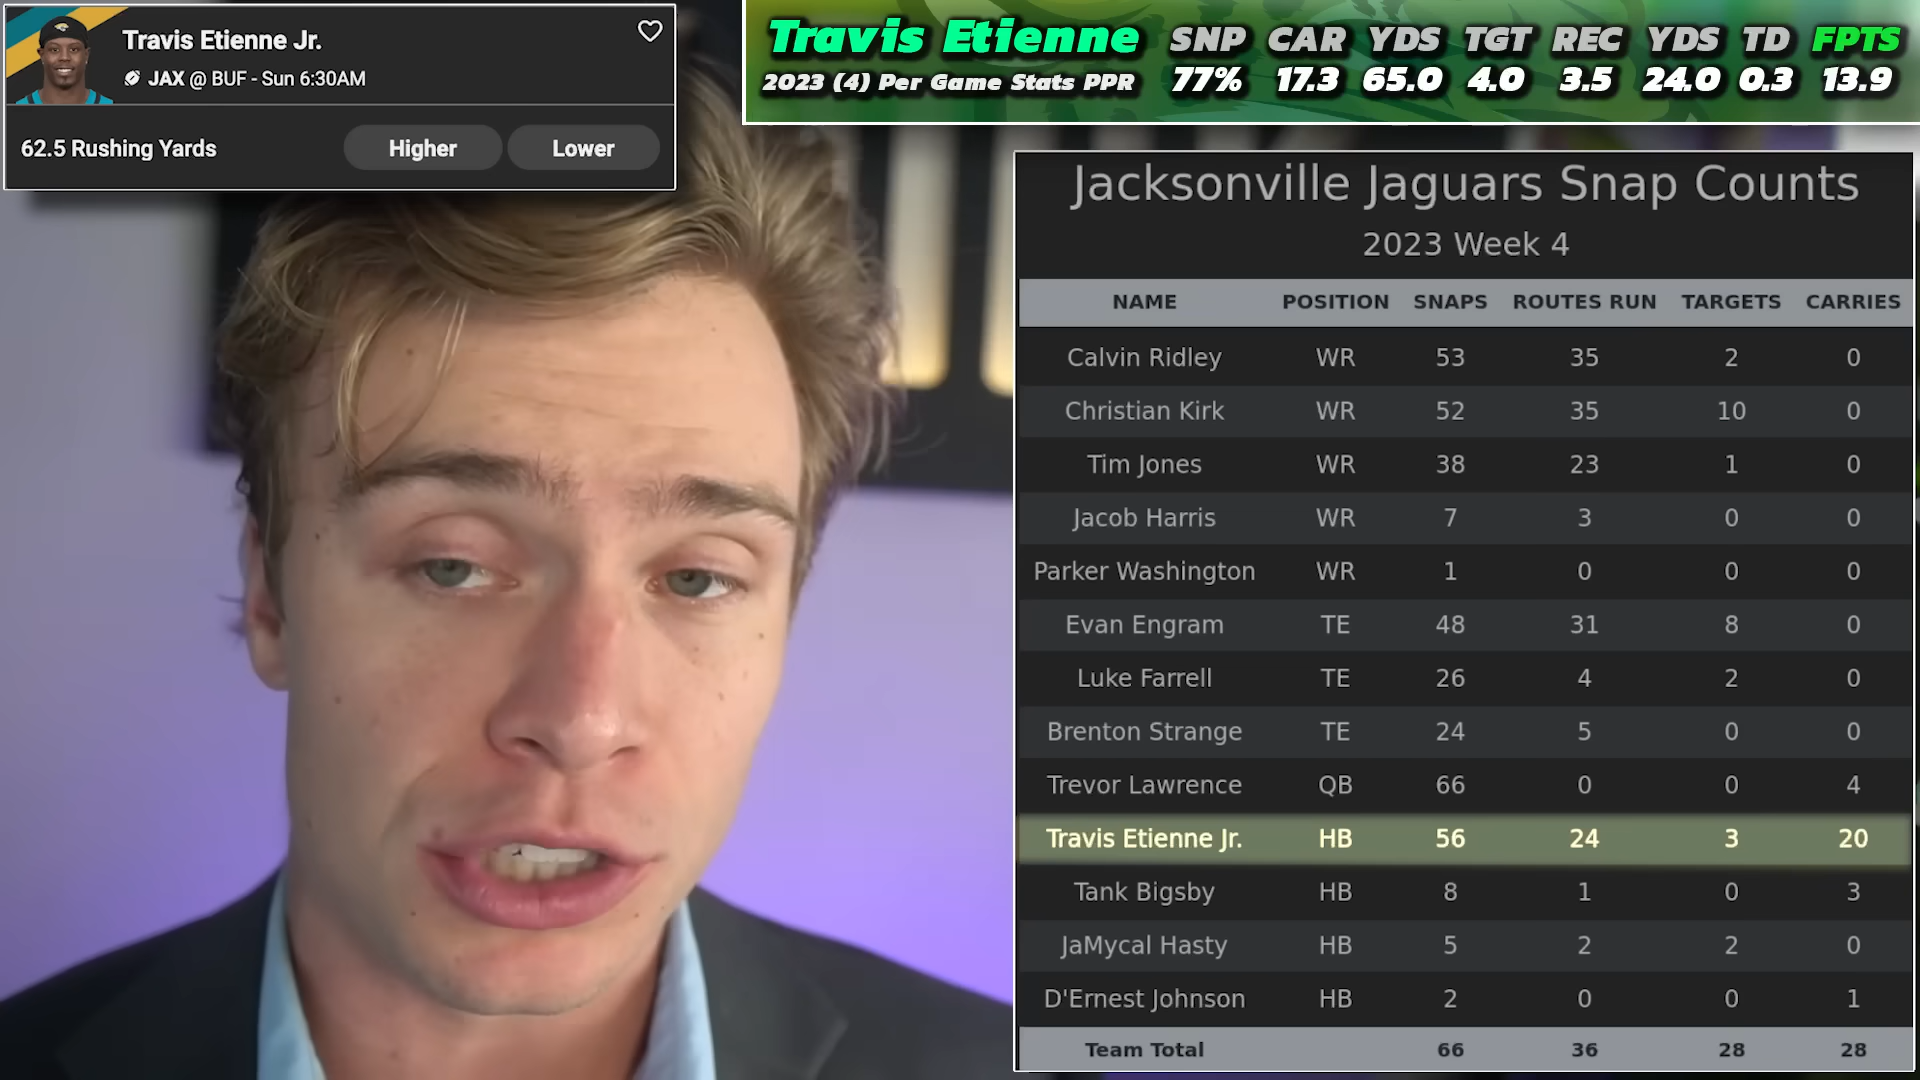 Travis Etienne Jr.
JAX @ BUF - Sun 6:30AM
62.5 Rushing Yards Higher Lower
Travis Etienne SNP CAR YDS TGT REC YDS TD FPTS
2023 (4) Per Game Stats PPR 77% 17.3 65.0 4.0 3.5 24.0 0.3 13.9
Jacksonville Jaguars Snap Counts
2023 Week 4
NAME POSITION SNAPS ROUTES RUN TARGETS CARRIES
Calvin Ridley WR 53 35 2 0
Christian Kirk WR 52 35 10 0
Tim Jones WR 38 23 1 0
Jacob Harris WR 7 3 0 0
Parker Washington WR 1 0 0 0
Evan Engram TE 48 31 8 0
Luke Farrell TE 26 4 2 0
Brenton Strange TE 24 5 0 0
Trevor Lawrence QB 66 0 0 4
Travis Etienne Jr. HB 56 24 3 20
Tank Bigsby HB 8 1 0 3
JaMycal Hasty HB 5 2 2 0
D'Ernest Johnson HB 2 0 0 1
Team Total 66 36 28 28